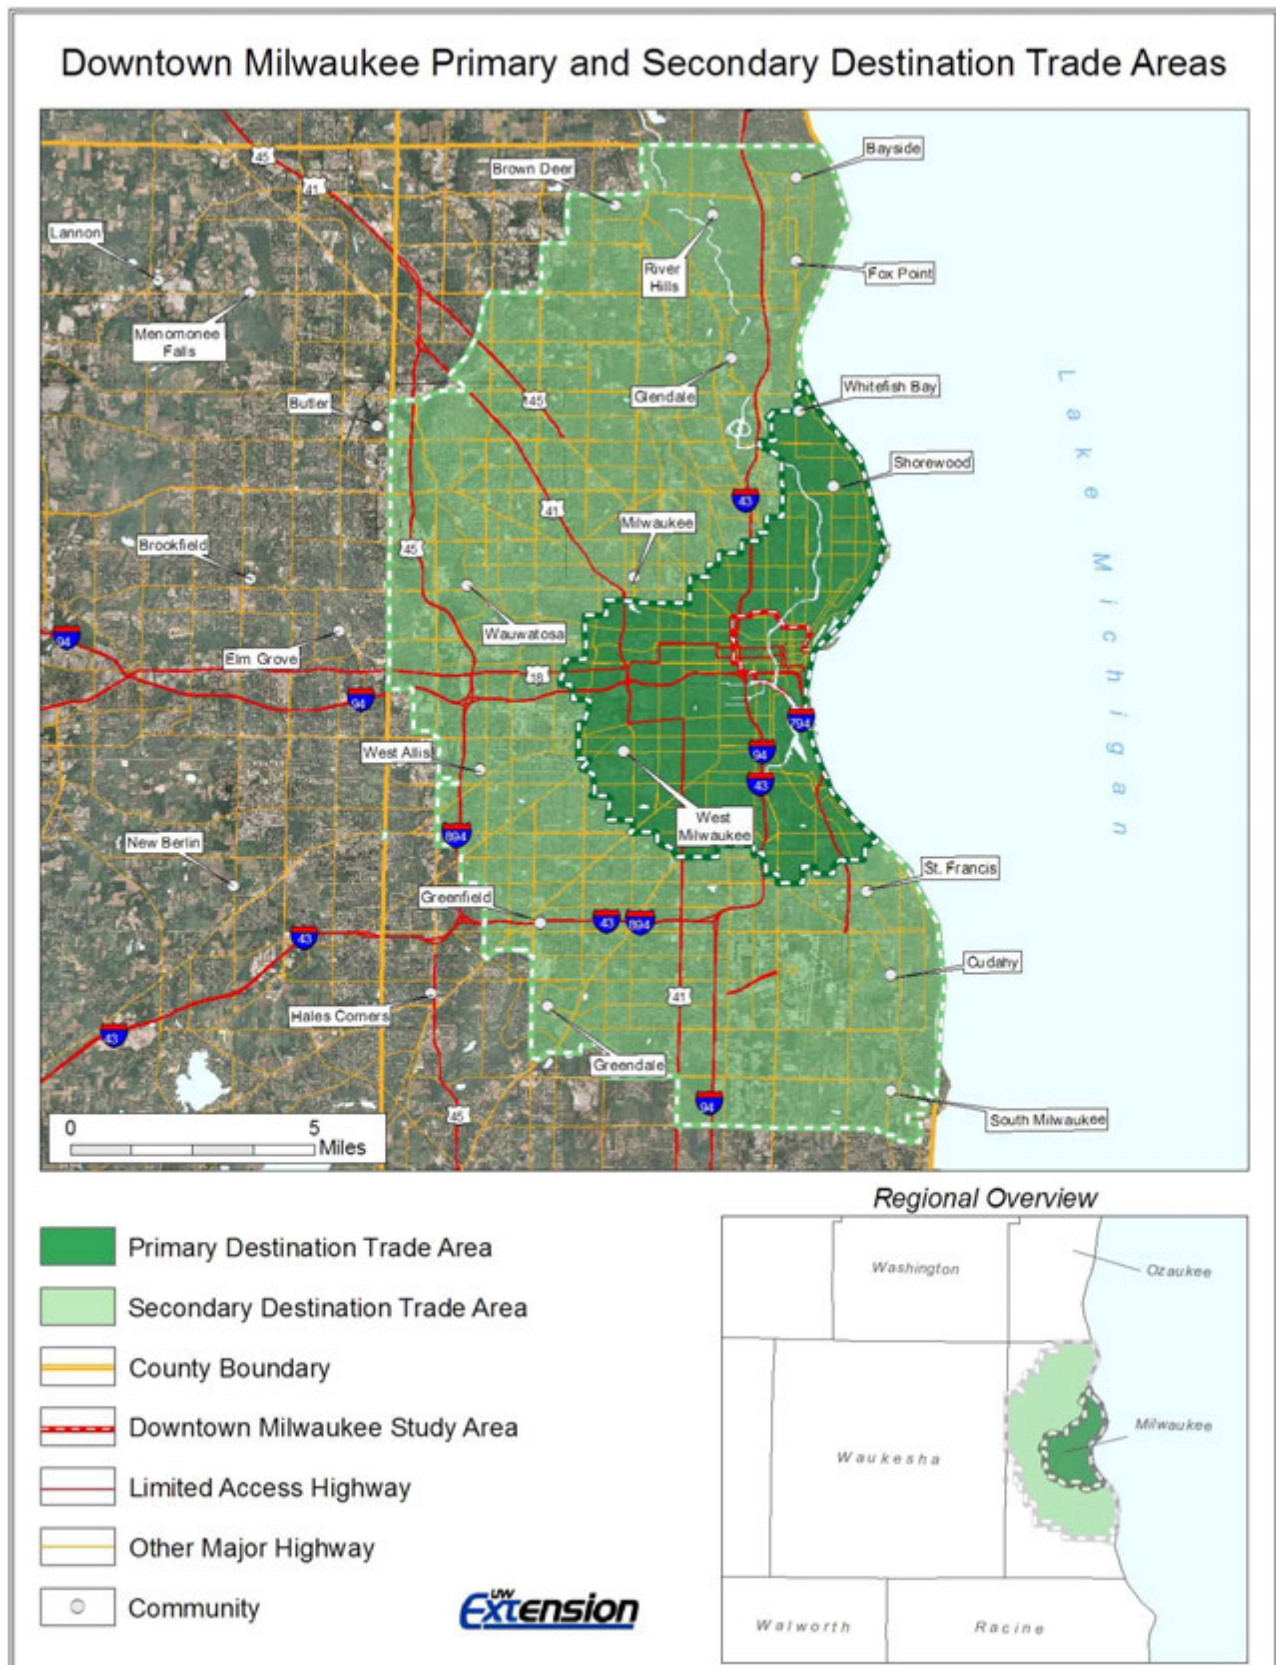 Downtown Milwaukee Primary and Secondary Destination Trade Areas
45
Bayside
Brown Deer
41
Lannon
River
Hills
Fox Point
Menomonee
Falls
Whitefish Bay
Glendale
Butler
145
Shorewood
Lake Michigan
43
41
Milwaukee
45
Brookfield
Wauwatosa
94
Elm Grove
18
94
794
West Allis
94
43
West
Milwaukee
894
New Berlin
St. Francis
Greenfield
43
894
43
Cudahy
41
Hales Corners
43
Greendale
94
45
South Milwaukee
0 5
Miles
Regional Overview
Primary Destination Trade Area
Secondary Destination Trade Area
County Boundary
Downtown Milwaukee Study Area
Limited Access Highway
Other Major Highway
Community
UW
Extension
Washington
Ozaukee
Milwaukee
Waukesha
Walworth
Racine